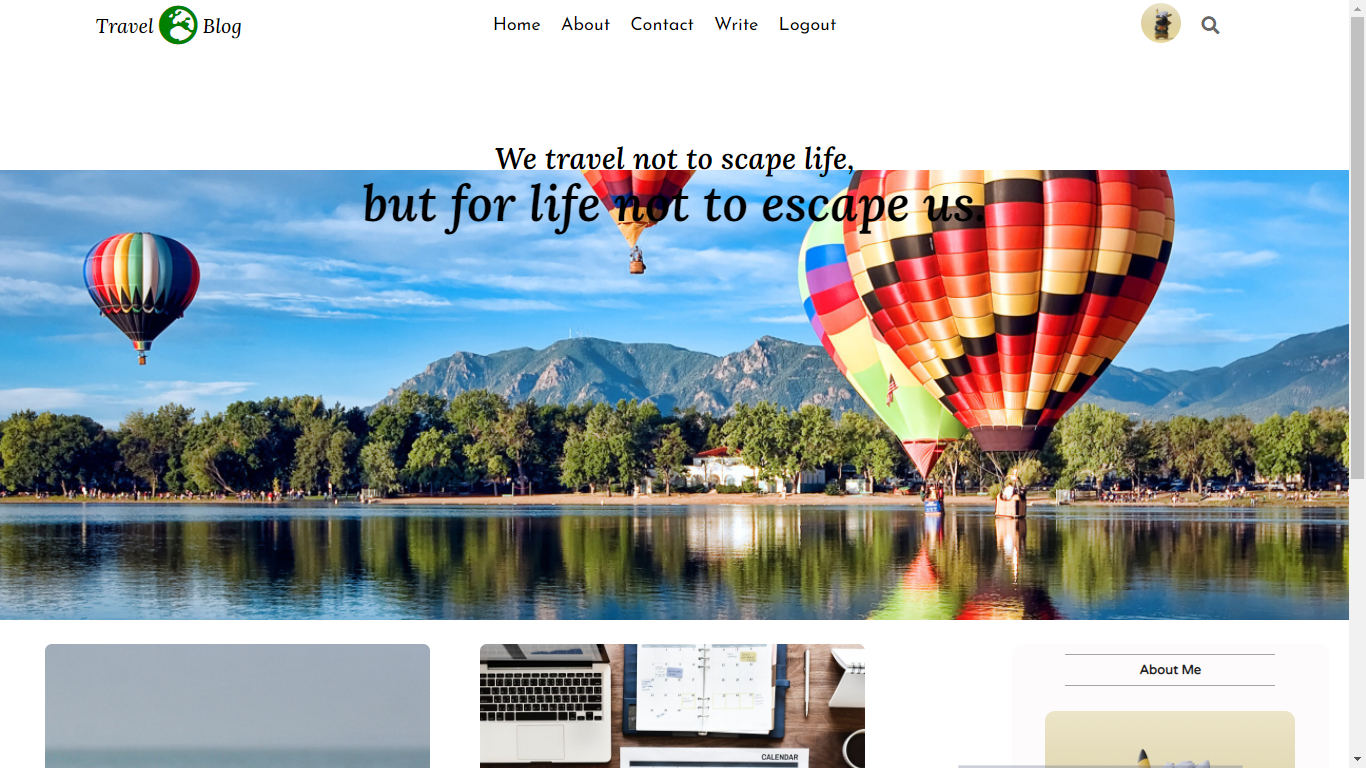 Travel Blog
Home About Contact Write Logout
We travel not to scape life,
but for life not to escape us.
About Me
CALENDAR